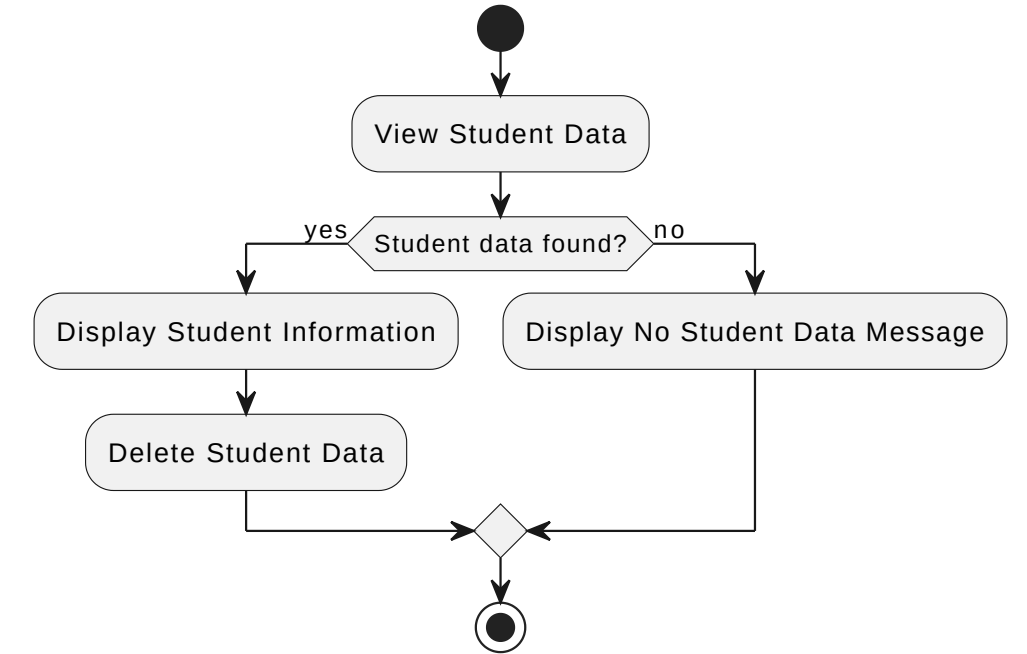 View Student Data
yes
Student data found?
no
Display Student Information
Display No Student Data Message
Delete Student Data